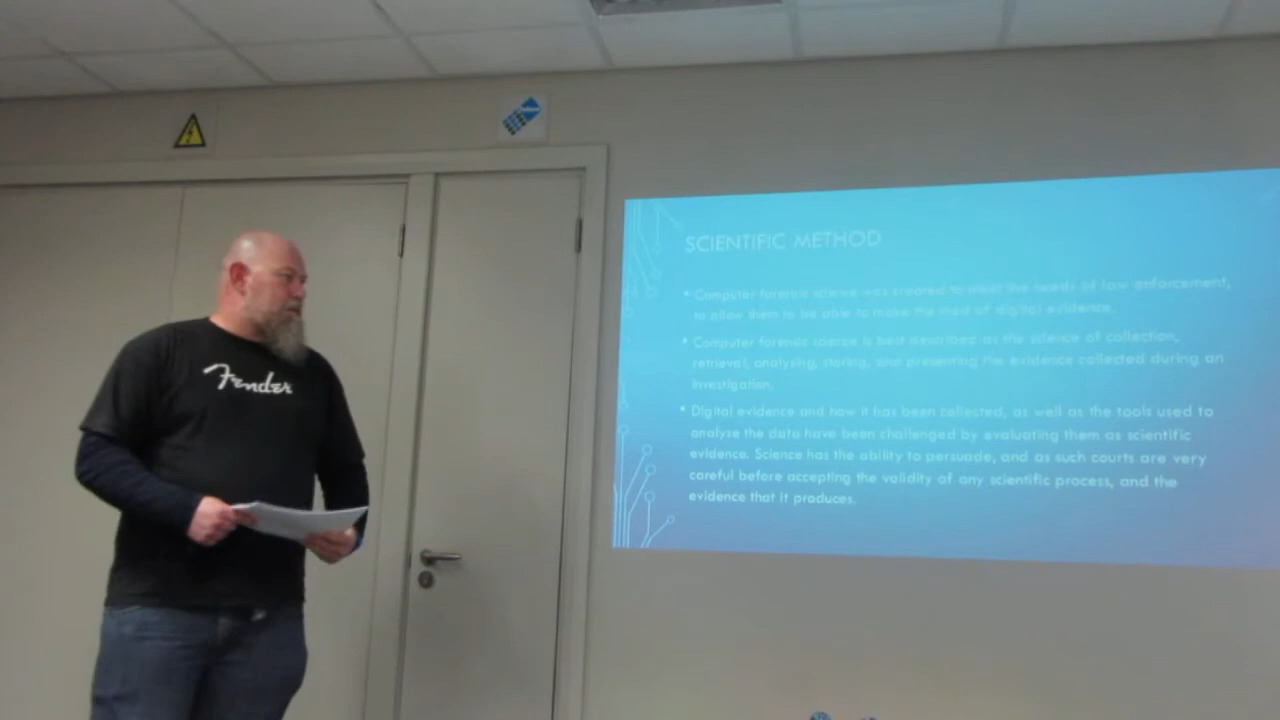 Fender
SCIENTIFIC METHOD
• Computer forensic science was created to meet the needs of law enforcement,
to allow them to be able to make the most of digital evidence.
• Computer forensic science is best described as the science of collection,
retrieval, analysing, storing, and presenting the evidence collected during an
investigation.
• Digital evidence and how it has been collected, as well as the tools used to
analyse the data have been challenged by evaluating them as scientific
evidence. Science has the ability to persuade, and as such courts are very
careful before accepting the validity of any scientific process, and the
evidence that it produces.